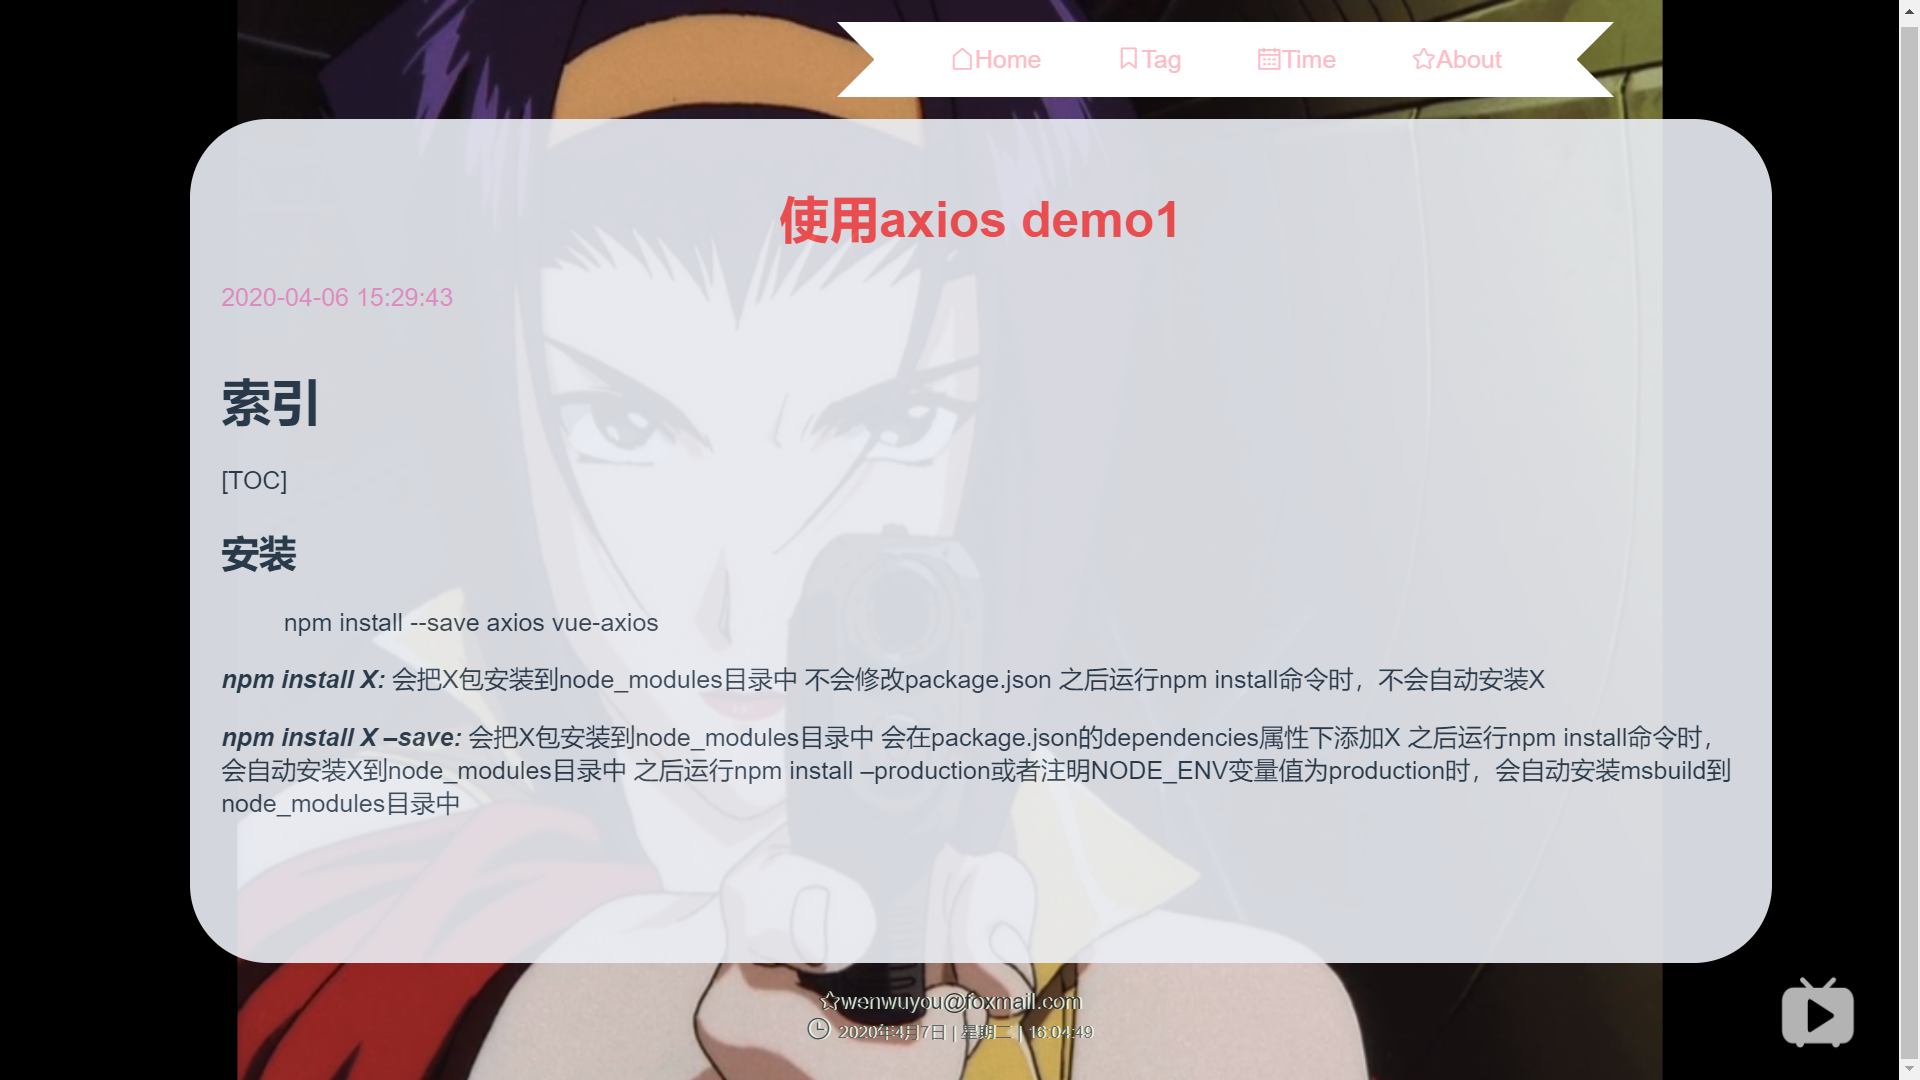 Home Tag Time About
使用axios demo1
2020-04-06 15:29:43
索引
[TOC]
安装
npm install --save axios vue-axios
npm install X: 会把X包安装到node_modules目录中 不会修改package.json 之后运行npm install命令时，不会自动安装X
npm install X –save: 会把X包安装到node_modules目录中 会在package.json的dependencies属性下添加X 之后运行npm install命令时，
会自动安装X到node_modules目录中 之后运行npm install –production或者注明NODE_ENV变量值为production时，会自动安装msbuild到
node_modules目录中
wenwuyou@foxmail.com
2020年4月7日 | 星期二 | 16:04:49